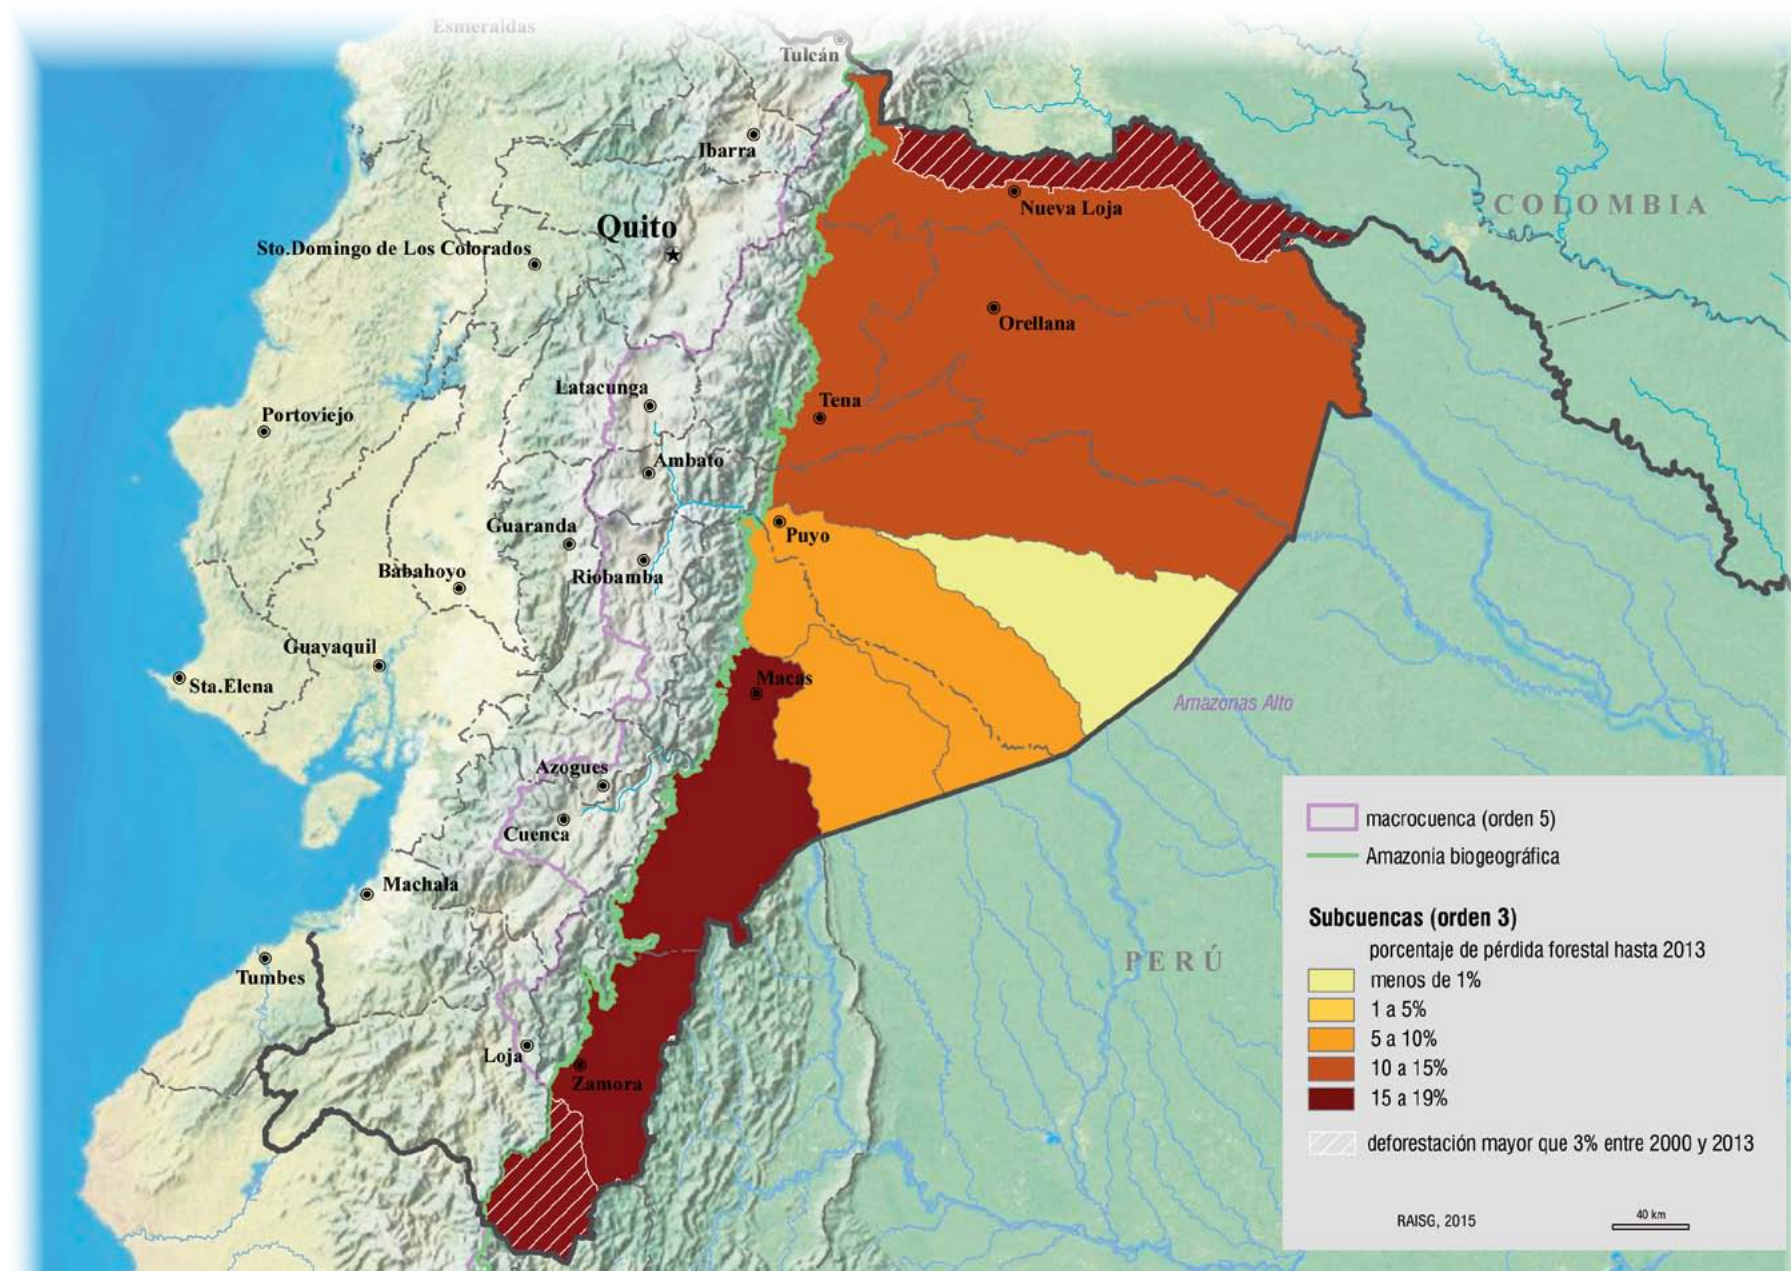 Esmeraldas
Tulcán
Ibarra
Nueva Loja
COLOMBIA
Quito
Sto.Domingo de Los Colorados
Orellana
Latacunga
Tena
Portoviejo
Ambato
Guaranda
Puyo
Babahoyo
Riobamba
Guayaquil
Sta.Elena
Macas
Amazonas Alto
Azogues
Cuenca
Machala
Tumbes
PERÚ
Loja
Zamora
macrocuenca (orden 5)
Amazonia biogeográfica
Subcuencas (orden 3)
porcentaje de pérdida forestal hasta 2013
menos de 1%
1 a 5%
5 a 10%
10 a 15%
15 a 19%
deforestación mayor que 3% entre 2000 y 2013
RAISG, 2015
40 km